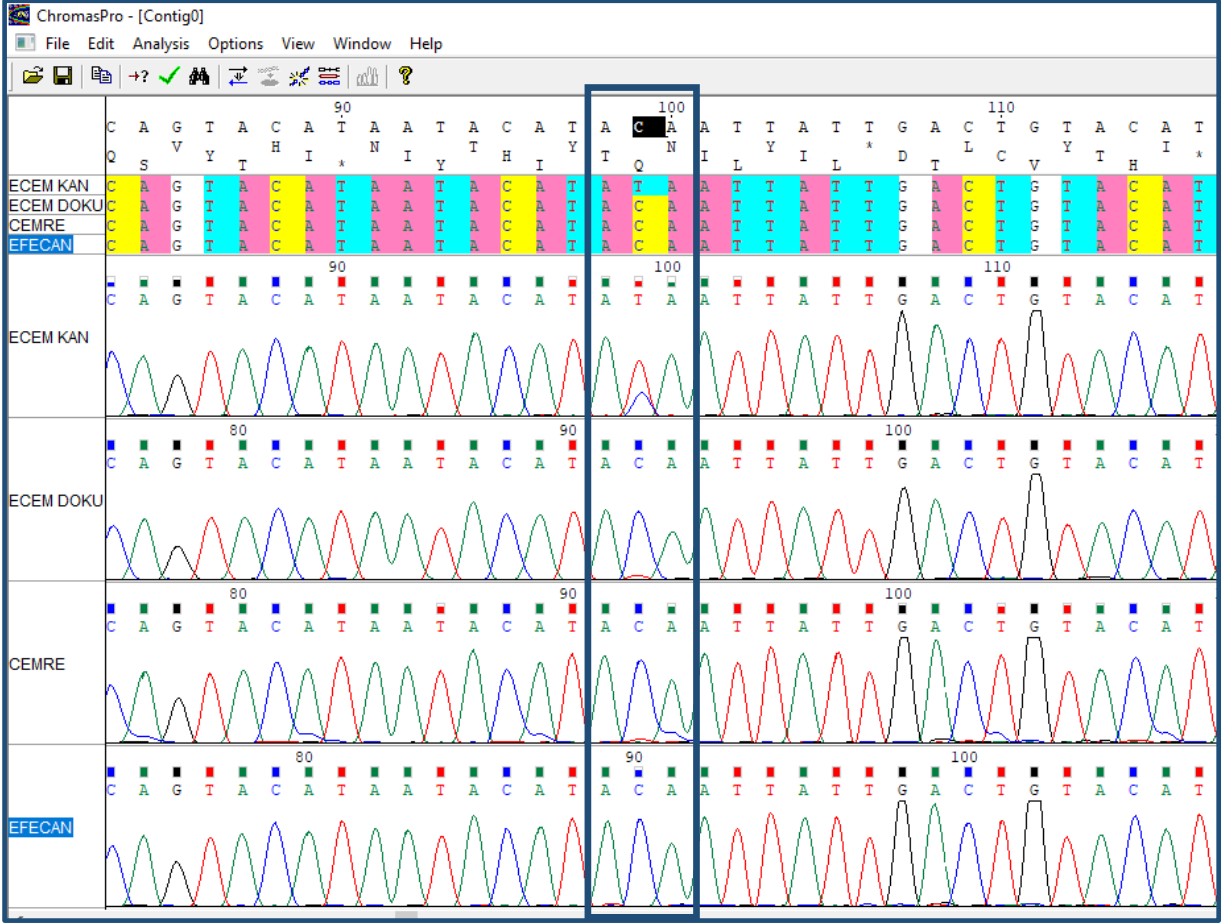 ChromasPro - [Contig0]
File Edit Analysis Options View Window Help
90 100 110
C A G T A C A T A A T A C A T A C A A T T A T T G A C T G T A C A T
V H N T Y N Y * L Y I
Q Y I I H T I I D C T *
S T * Y I Q L L T V H
ECEM KAN C A G T A C A T A A T A C A T A T A A T T A T T G A C T G T A C A T
ECEM DOKU C A G T A C A T A A T A C A T A C A A T T A T T G A C T G T A C A T
CEMRE C A G T A C A T A A T A C A T A C A A T T A T T G A C T G T A C A T
EFECAN C A G T A C A T A A T A C A T A C A A T T A T T G A C T G T A C A T
90 100 110
C A G T A C A T A A T A C A T A T A A T T A T T G A C T G T A C A T
ECEM KAN
80 90 100
C A G T A C A T A A T A C A T A C A A T T A T T G A C T G T A C A T
ECEM DOKU
80 90 100
C A G T A C A T A A T A C A T A C A A T T A T T G A C T G T A C A T
CEMRE
80 90 100
C A G T A C A T A A T A C A T A C A A T T A T T G A C T G T A C A T
EFECAN